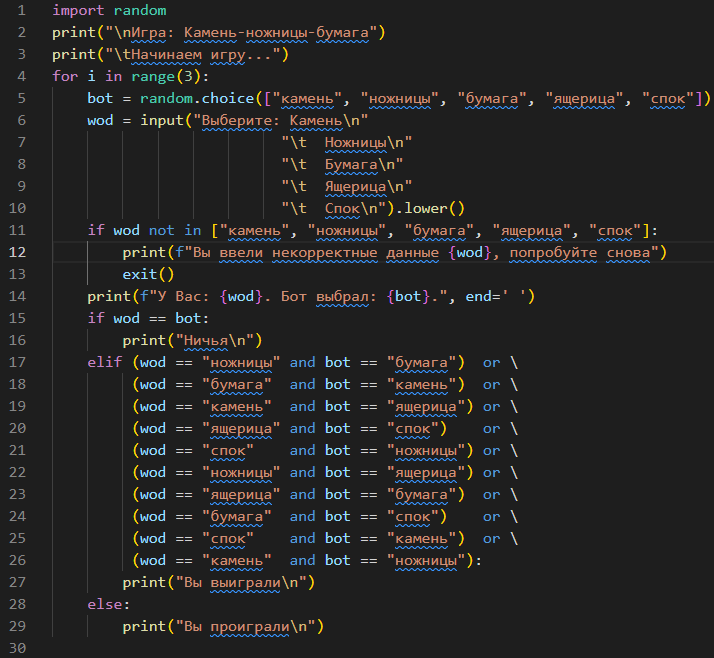 1 import random
2 print("\nИгра: Камень-ножницы-бумага")
3 print("\tНачинаем игру...")
4 for i in range(3):
5     bot = random.choice(["камень", "ножницы", "бумага", "ящерица", "спок"])
6     wod = input("Выберите: Камень\n"
7                           "\t  Ножницы\n"
8                           "\t  Бумага\n"
9                           "\t  Ящерица\n"
10                           "\t  Спок\n").lower()
11     if wod not in ["камень", "ножницы", "бумага", "ящерица", "спок"]:
12         print(f"Вы ввели некорректные данные {wod}, попробуйте снова")
13         exit()
14     print(f"У Вас: {wod}. Бот выбрал: {bot}.", end=' ')
15     if wod == bot:
16         print("Ничья\n")
17     elif (wod == "ножницы" and bot == "бумага")  or \
18          (wod == "бумага"  and bot == "камень")  or \
19          (wod == "камень"  and bot == "ящерица") or \
20          (wod == "ящерица" and bot == "спок")    or \
21          (wod == "спок"    and bot == "ножницы") or \
22          (wod == "ножницы" and bot == "ящерица") or \
23          (wod == "ящерица" and bot == "бумага")  or \
24          (wod == "бумага"  and bot == "спок")    or \
25          (wod == "спок"    and bot == "камень")  or \
26          (wod == "камень"  and bot == "ножницы"):
27         print("Вы выиграли\n")
28     else:
29         print("Вы проиграли\n")
30